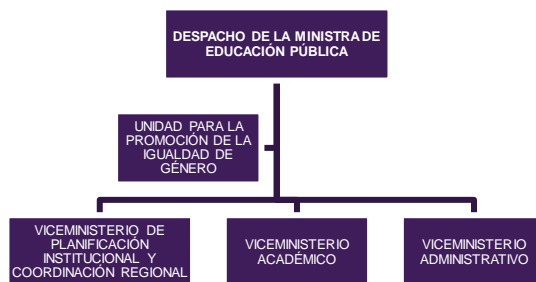 DESPACHO DE LA MINISTRA DE
EDUCACIÓN PÚBLICA
UNIDAD PARA LA
PROMOCIÓN DE LA
IGUALDAD DE
GÉNERO
VICEMINISTERIO DE
PLANIFICACIÓN
INSTITUCIONAL Y
COORDINACIÓN REGIONAL
VICEMINISTERIO
ACADÉMICO
VICEMINISTERIO
ADMINISTRATIVO